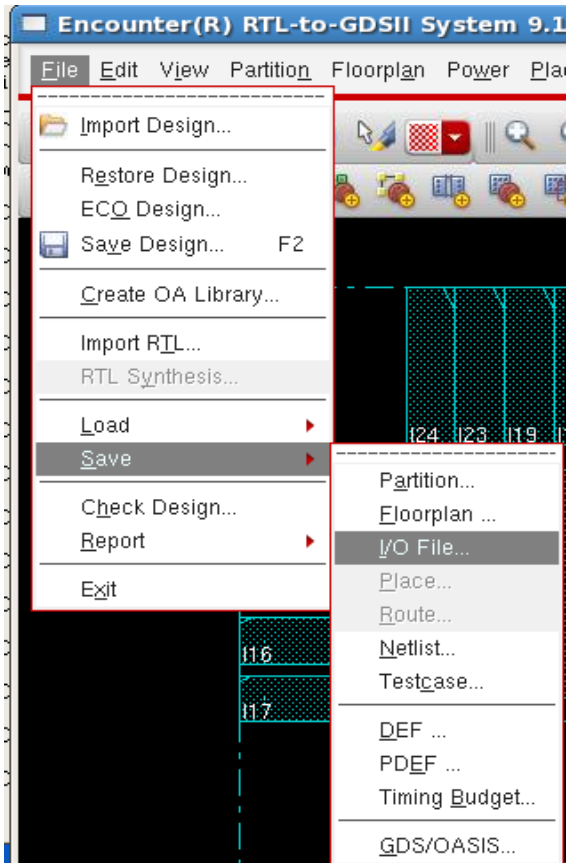 Encounter(R) RTL-to-GDSII System 9.1
File Edit View Partition Floorplan Power Pla
Import Design...
Restore Design...
ECO Design...
Save Design... F2
Create OA Library...
Import RTL...
RTL Synthesis...
Load
I24 I23 I19
Save
Partition...
Check Design...
Floorplan ...
Report
I/O File...
Exit
Place...
Route...
I16
Netlist...
Testcase...
I17
DEF ...
PDEF ...
Timing Budget...
GDS/OASIS...